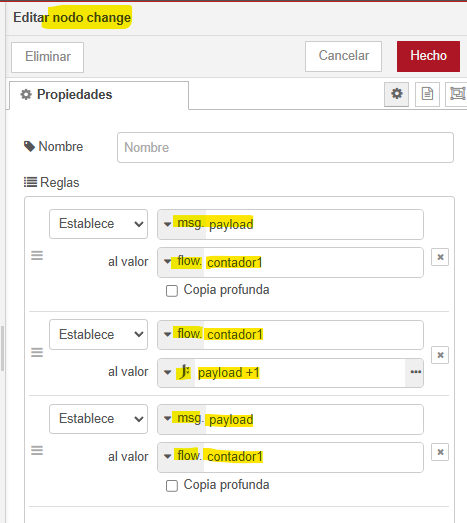 Editar nodo change
Eliminar
Cancelar
Hecho
Propiedades
Nombre
Nombre
Reglas
Establece
msg. payload
al valor
flow. contador1
Copia profunda
Establece
flow. contador1
al valor
payload +1
Establece
msg. payload
al valor
flow. contador1
Copia profunda